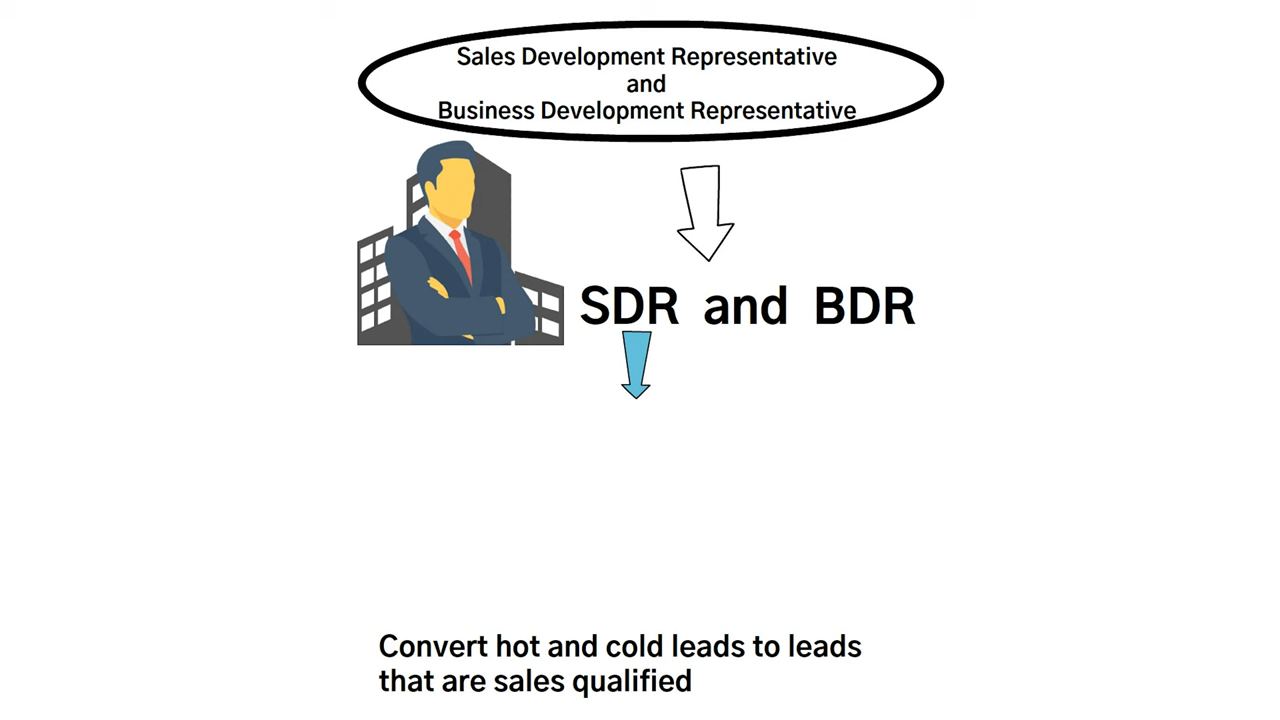 Sales Development Representative
and
Business Development Representative
SDR and BDR
Convert hot and cold leads to leads
that are sales qualified